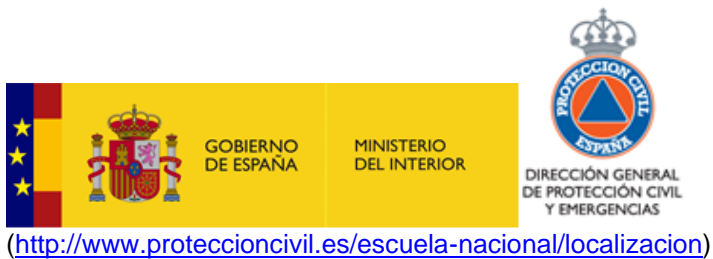 PROTECCION CIVIL
ESPAÑA
GOBIERNO
DE ESPAÑA
MINISTERIO
DEL INTERIOR
DIRECCIÓN GENERAL
DE PROTECCIÓN CIVIL
Y EMERGENCIAS
(http://www.proteccioncivil.es/escuela-nacional/localizacion)